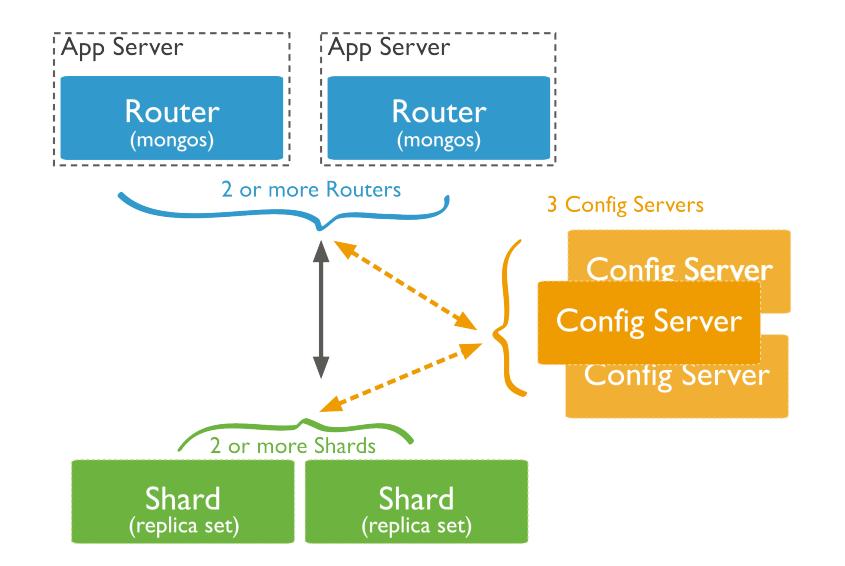 App Server
Router
(mongos)
App Server
Router
(mongos)
2 or more Routers
3 Config Servers
Config Server
Config Server
Config Server
2 or more Shards
Shard
(replica set)
Shard
(replica set)